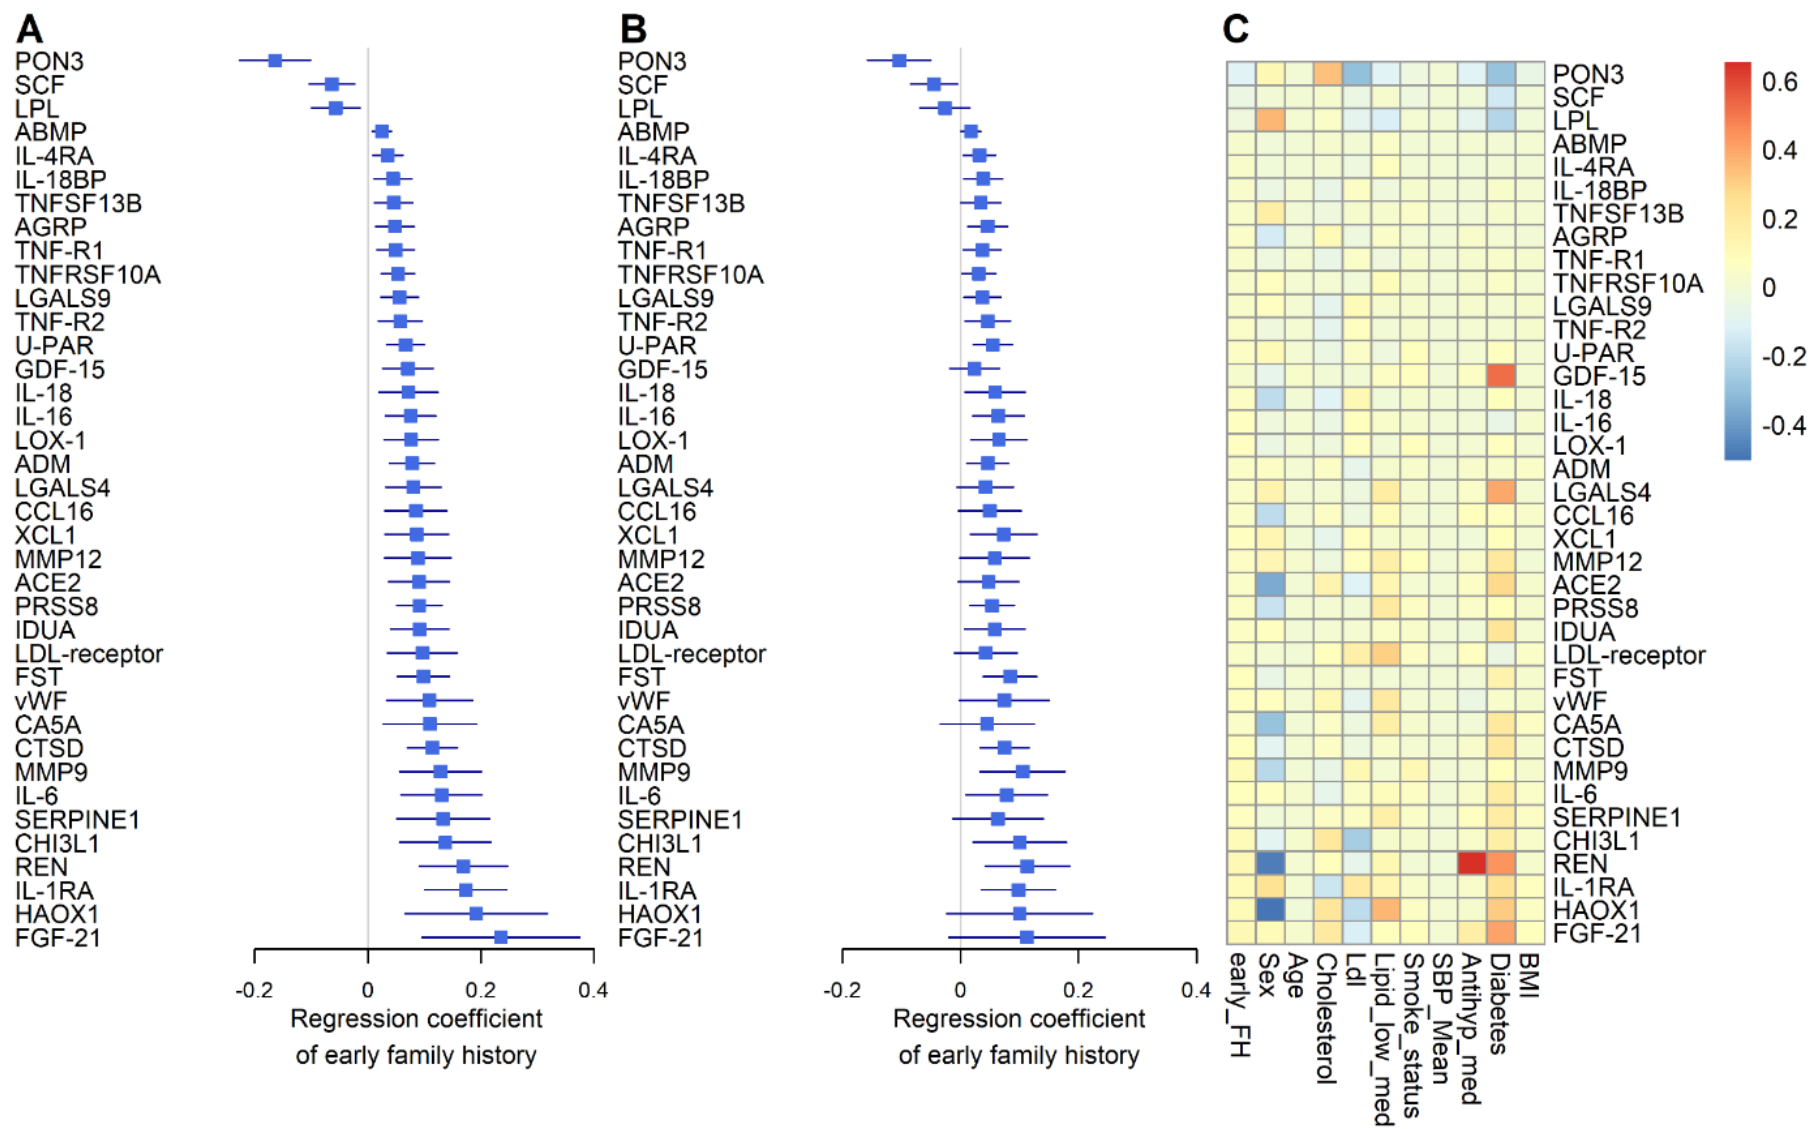 A
PON3
SCF
LPL
ABMP
IL-4RA
IL-18BP
TNFSF13B
AGRP
TNF-R1
TNFRSF10A
LGALS9
TNF-R2
U-PAR
GDF-15
IL-18
IL-16
LOX-1
ADM
LGALS4
CCL16
XCL1
MMP12
ACE2
PRSS8
IDUA
LDL-receptor
FST
vWF
CA5A
CTSD
MMP9
IL-6
SERPINE1
CHI3L1
REN
IL-1RA
HAOX1
FGF-21
-0.2 0 0.2 0.4
Regression coefficient
of early family history
B
PON3
SCF
LPL
ABMP
IL-4RA
IL-18BP
TNFSF13B
AGRP
TNF-R1
TNFRSF10A
LGALS9
TNF-R2
U-PAR
GDF-15
IL-18
IL-16
LOX-1
ADM
LGALS4
CCL16
XCL1
MMP12
ACE2
PRSS8
IDUA
LDL-receptor
FST
vWF
CA5A
CTSD
MMP9
IL-6
SERPINE1
CHI3L1
REN
IL-1RA
HAOX1
FGF-21
-0.2 0 0.2 0.4
Regression coefficient
of early family history
C
PON3
SCF
LPL
ABMP
IL-4RA
IL-18BP
TNFSF13B
AGRP
TNF-R1
TNFRSF10A
LGALS9
TNF-R2
U-PAR
GDF-15
IL-18
IL-16
LOX-1
ADM
LGALS4
CCL16
XCL1
MMP12
ACE2
PRSS8
IDUA
LDL-receptor
FST
vWF
CA5A
CTSD
MMP9
IL-6
SERPINE1
CHI3L1
REN
IL-1RA
HAOX1
FGF-21
early_FH
Sex
Age
Cholesterol
Ldl
Lipid_low_med
Smoke_status
SBP_Mean
Antihyp_med
Diabetes
BMI
0.6
0.4
0.2
0
-0.2
-0.4